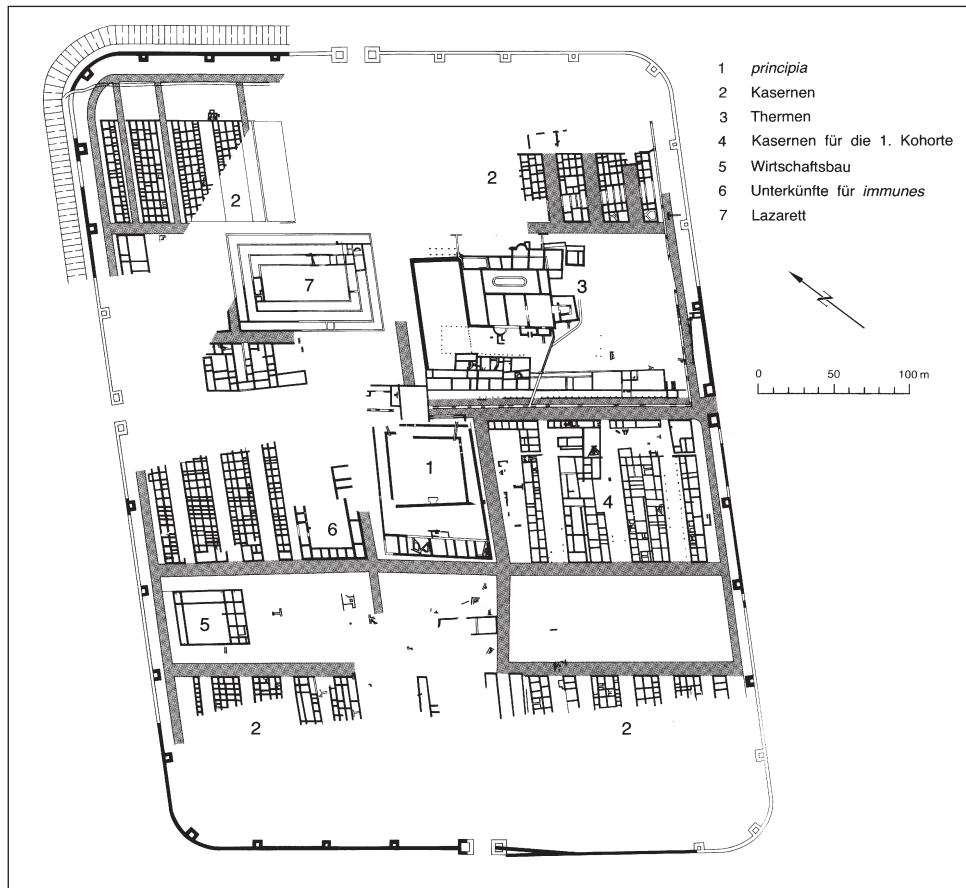 1 principia
2 Kasernen
3 Thermen
4 Kasernen für die 1. Kohorte
5 Wirtschaftsbau
6 Unterkünfte für immunes
7 Lazarett
N
0 50 100 m
2
2
7
3
1
4
6
5
2
2